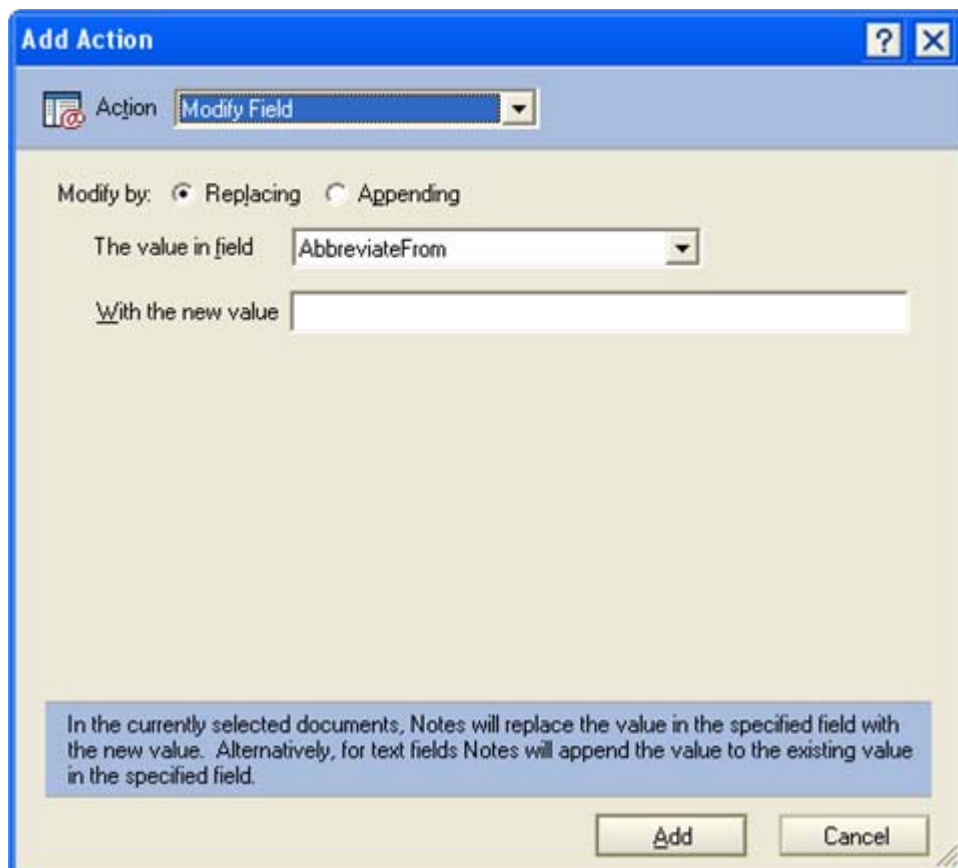 Add Action
Action Modify Field
Modify by: Replacing Appending
The value in field AbbreviateFrom
With the new value
In the currently selected documents, Notes will replace the value in the specified field with
the new value. Alternatively, for text fields Notes will append the value to the existing value
in the specified field.
Add Cancel